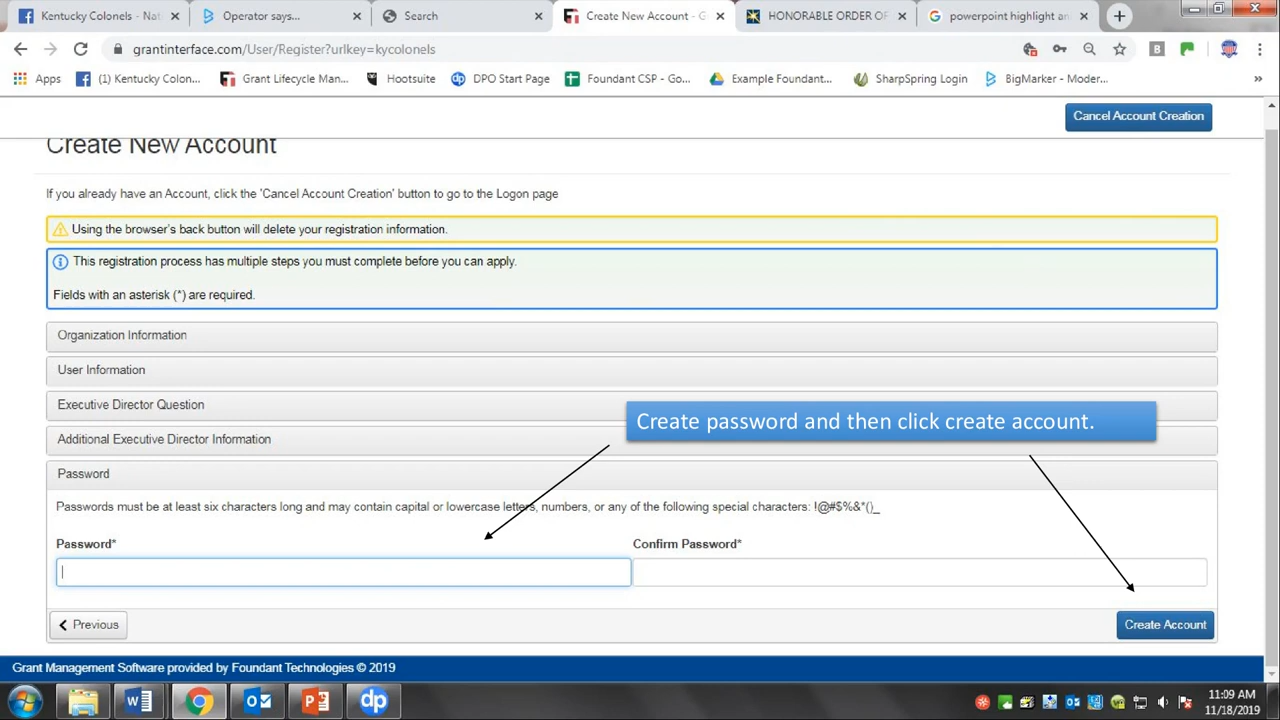 Kentucky Colonels - Nat
Operator says...
Search
Create New Account - G
HONORABLE ORDER OF
powerpoint highlight an
grantinterface.com/User/Register?urlkey=kycolonels
Apps
(1) Kentucky Colon...
Grant Lifecycle Man...
Hootsuite
DPO Start Page
Foundant CSP - Go...
Example Foundant...
SharpSpring Login
BigMarker - Moder...
»
Cancel Account Creation
Create New Account
If you already have an Account, click the 'Cancel Account Creation' button to go to the Logon page
Using the browser's back button will delete your registration information.
This registration process has multiple steps you must complete before you can apply.
Fields with an asterisk (*) are required.
Organization Information
User Information
Executive Director Question
Create password and then click create account.
Additional Executive Director Information
Password
Passwords must be at least six characters long and may contain capital or lowercase letters, numbers, or any of the following special characters: !@#$%&*()_
Password*
Confirm Password*
Previous
Create Account
Grant Management Software provided by Foundant Technologies © 2019
11:09 AM
11/18/2019